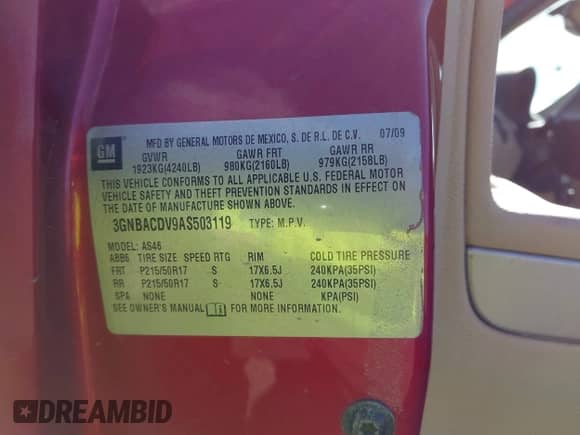 GM
MFD BY GENERAL MOTORS DE MEXICO, S. DE R.L. DE C.V. 07/09
GVWR GAWR FRT GAWR RR
1923KG(4240LB) 980KG(2160LB) 979KG(2158LB)
THIS VEHICLE CONFORMS TO ALL APPLICABLE U.S. FEDERAL MOTOR
VEHICLE SAFETY AND THEFT PREVENTION STANDARDS IN EFFECT ON
THE DATE OF MANUFACTURE SHOWN ABOVE.
3GNBACDV9AS503119 TYPE: M.P.V.
MODEL: AS46
ABB6 TIRE SIZE SPEED RTG RIM COLD TIRE PRESSURE
FRT P215/50R17 S 17X6.5J 240KPA(35PSI)
RR P215/50R17 S 17X6.5J 240KPA(35PSI)
SPA NONE NONE KPA(PSI)
SEE OWNER'S MANUAL FOR MORE INFORMATION.
DREAMBID